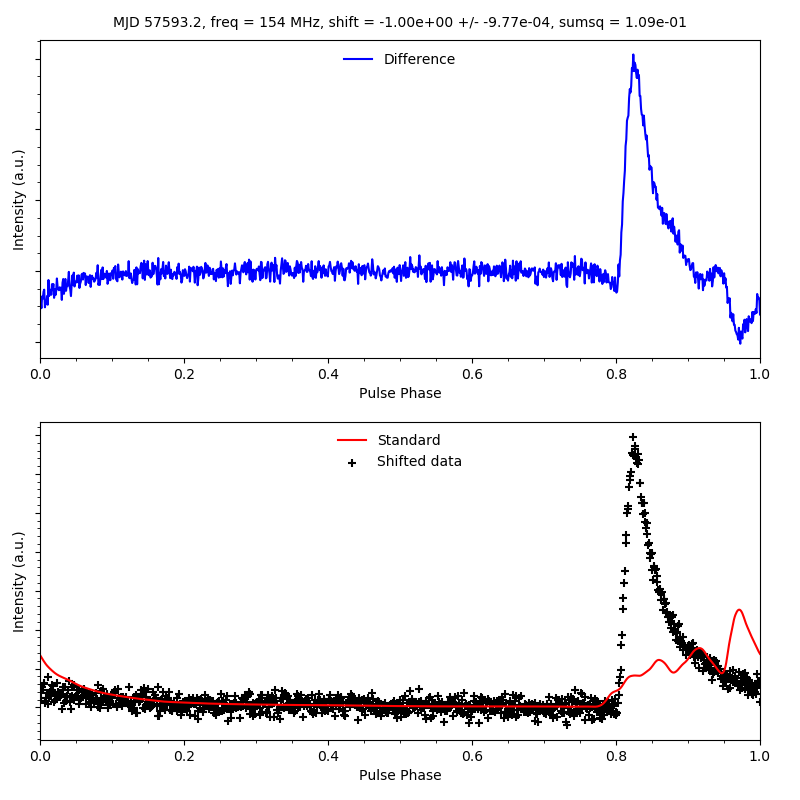 MJD 57593.2, freq = 154 MHz, shift = -1.00e+00 +/- -9.77e-04, sumsq = 1.09e-01
Difference
Intensity (a.u.)
0.0 0.2 0.4 0.6 0.8 1.0
Pulse Phase
Standard
Shifted data
Intensity (a.u.)
0.0 0.2 0.4 0.6 0.8 1.0
Pulse Phase